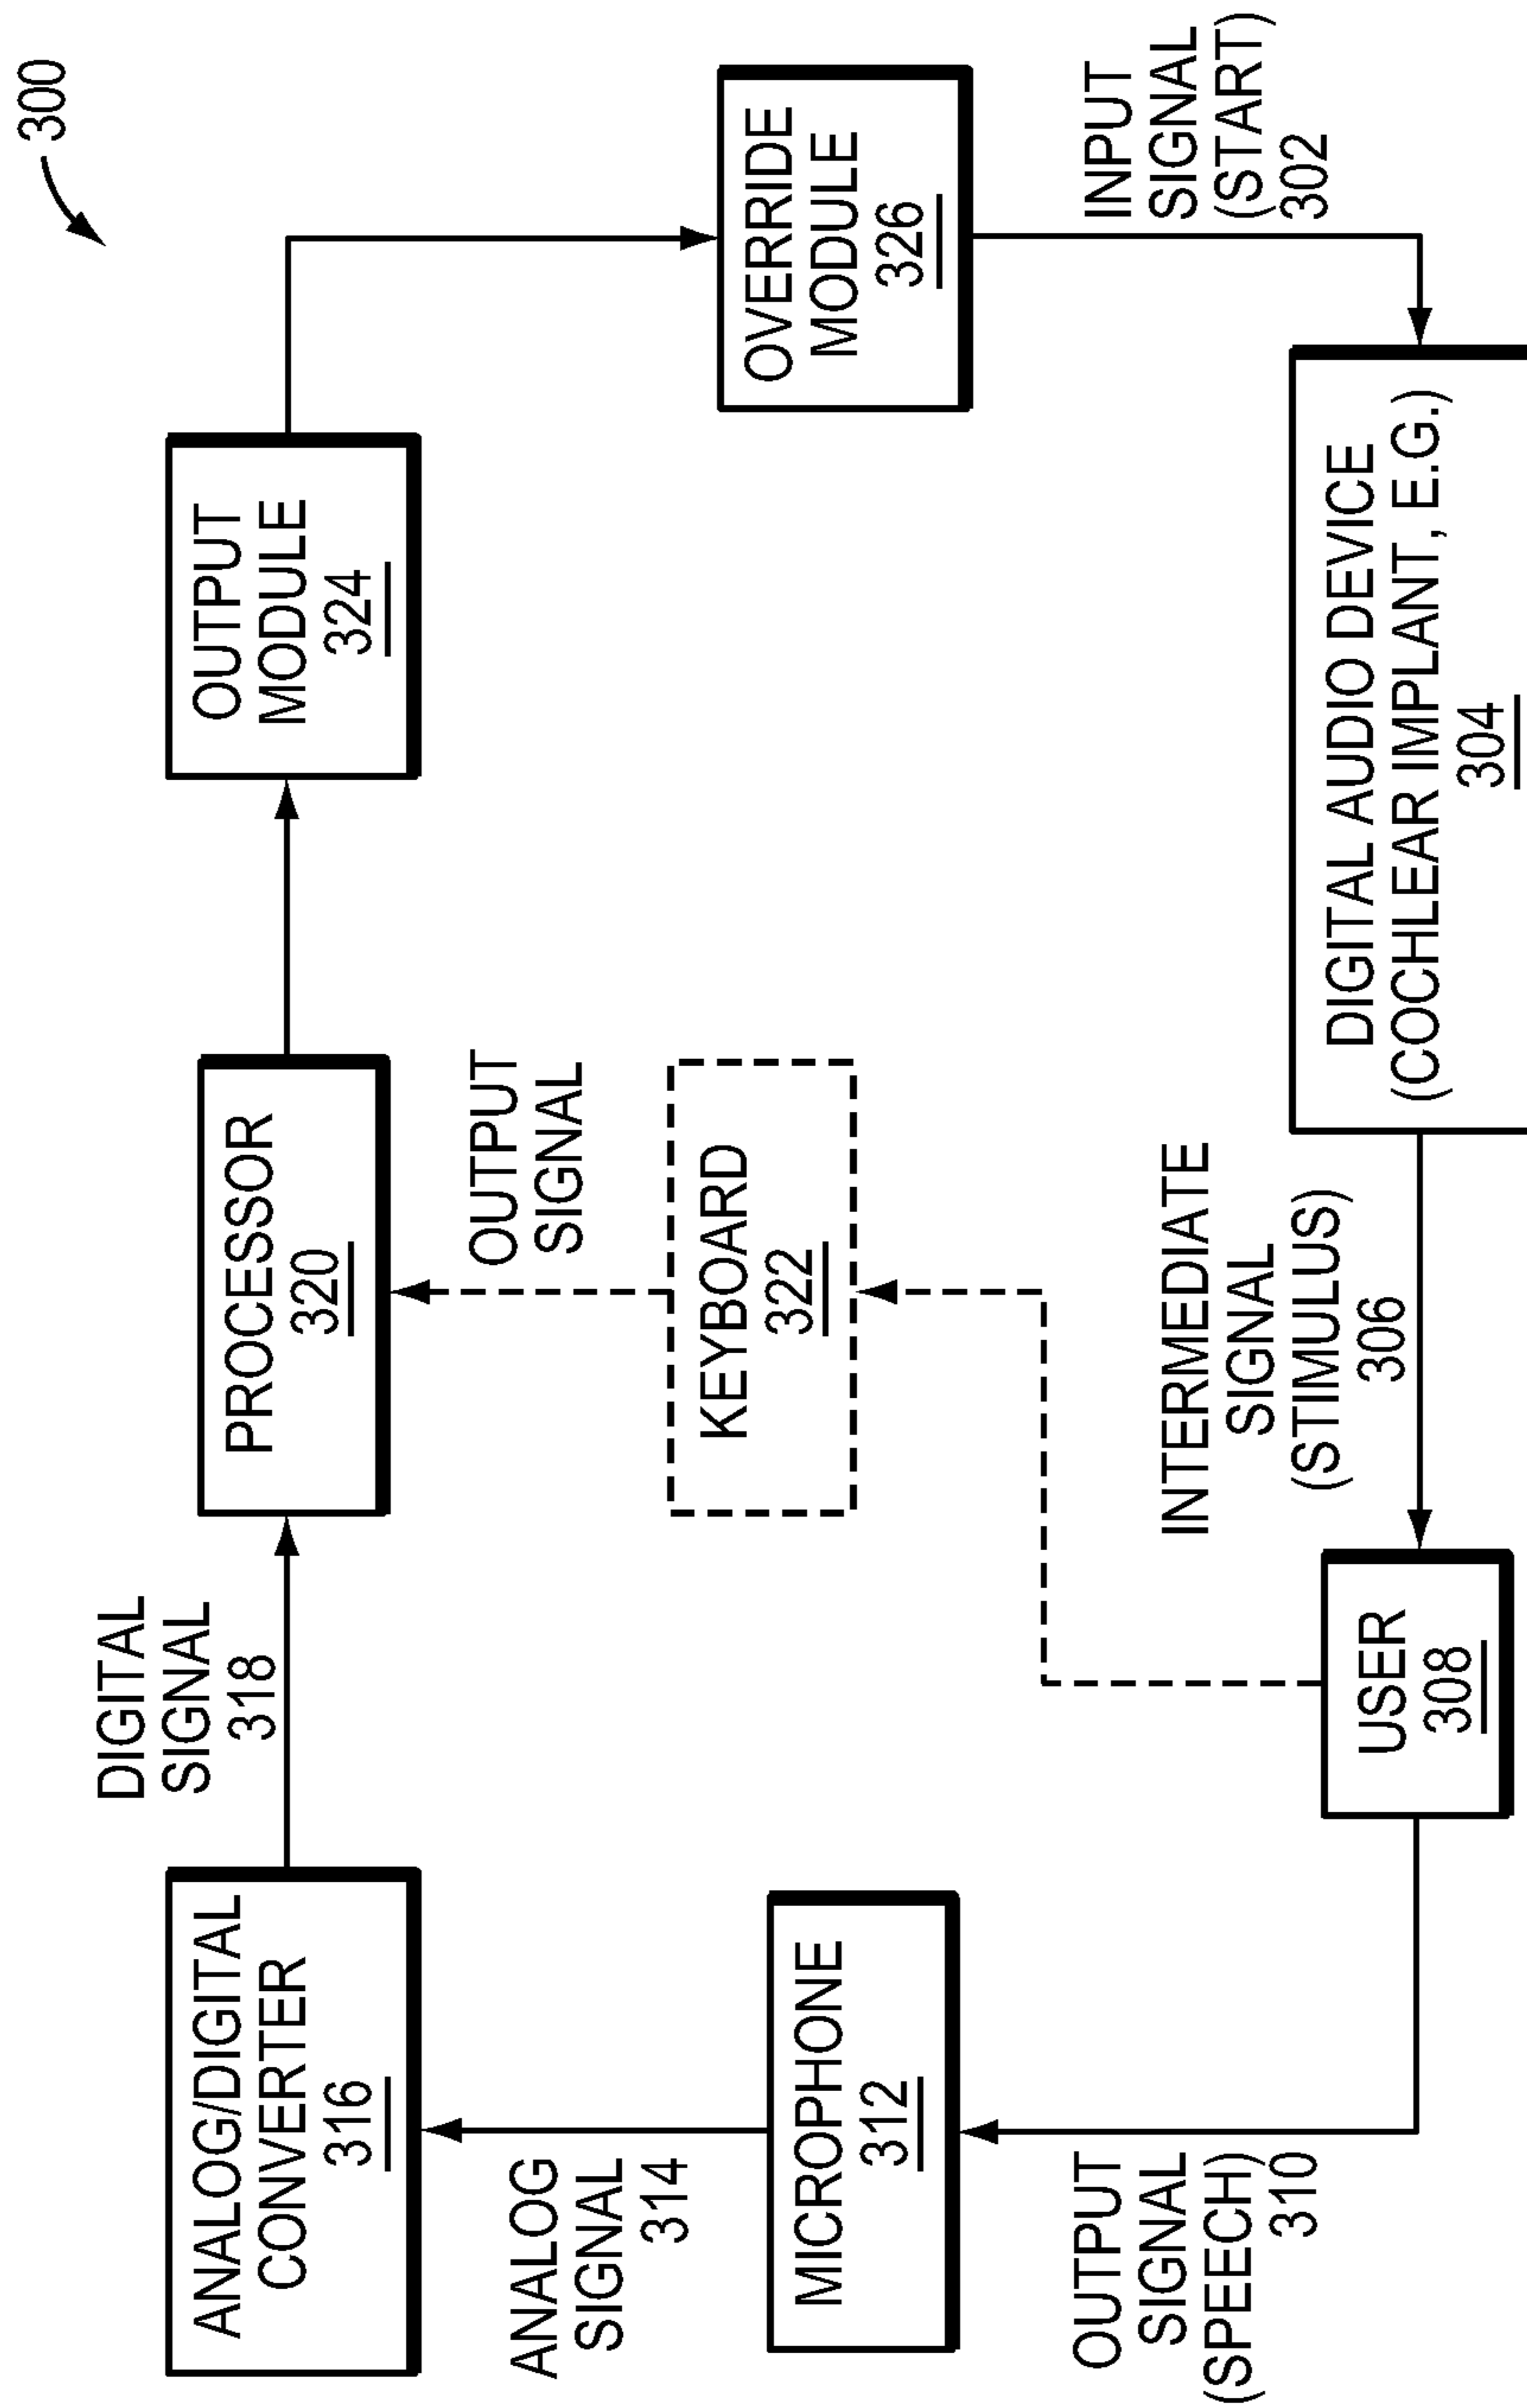 300
ANALOG/DIGITAL
CONVERTER
316
DIGITAL
SIGNAL
318
PROCESSOR
320
OUTPUT
MODULE
324
ANALOG
SIGNAL
314
OUTPUT
SIGNAL
MICROPHONE
312
KEYBOARD
322
OVERRIDE
MODULE
326
OUTPUT
SIGNAL
(SPEECH)
310
INTERMEDIATE
SIGNAL
(STIMULUS)
306
INPUT
SIGNAL
(START)
302
USER
308
DIGITAL AUDIO DEVICE
(COCHLEAR IMPLANT, E.G.)
304